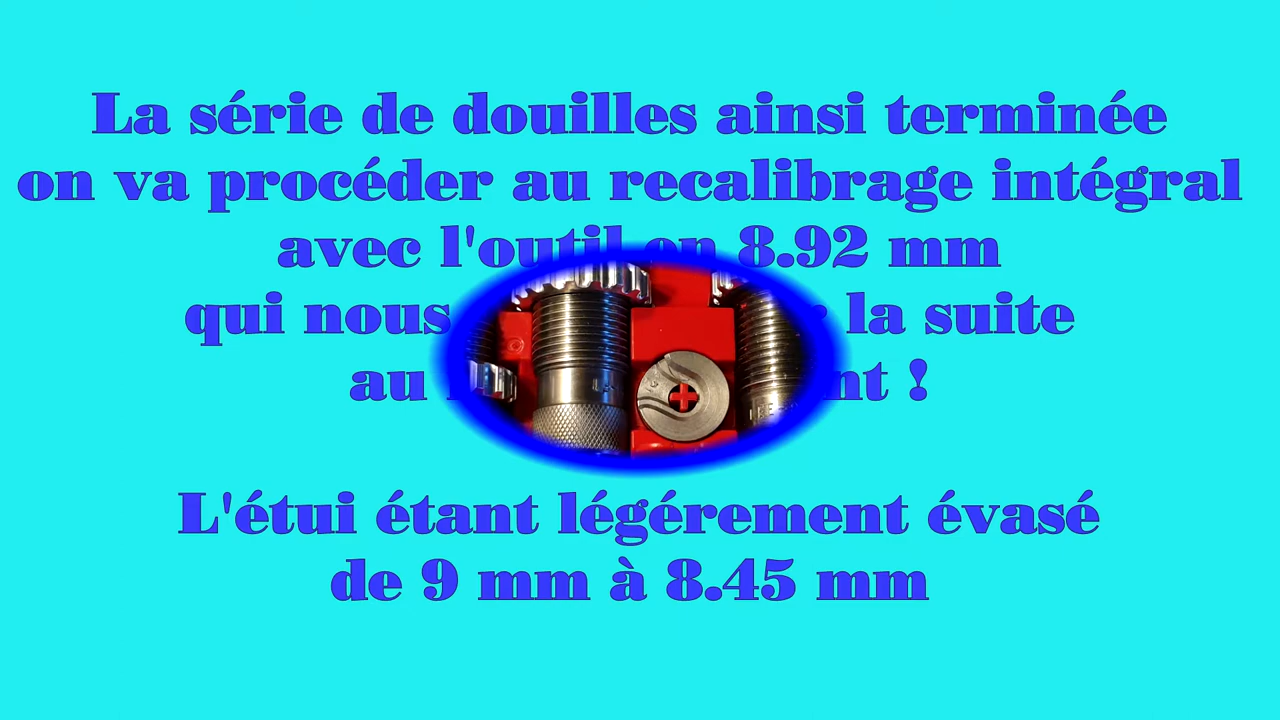 La série de douilles ainsi terminée
on va procéder au recalibrage intégral
avec l'outil en 8.92 mm
qui nous la suite
au !
L'étui étant légérement évasé
de 9 mm à 8.45 mm